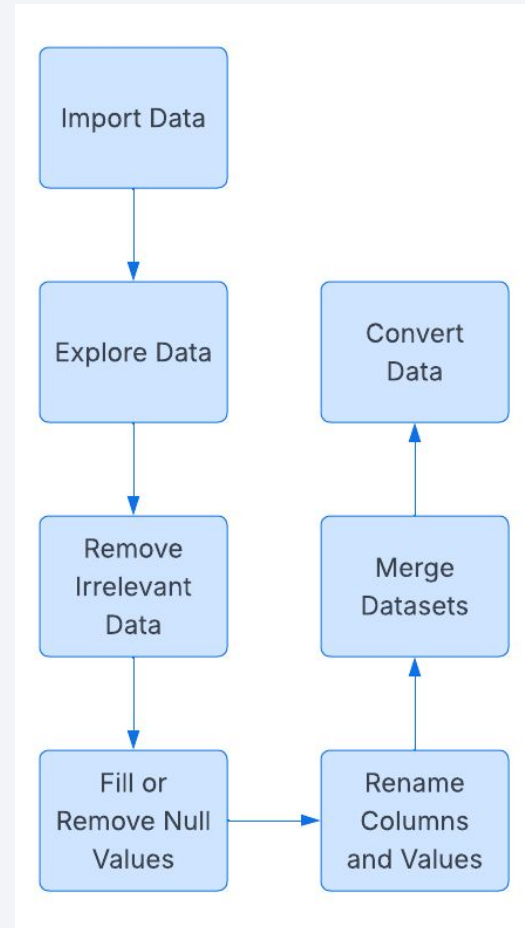 Import Data
Explore Data
Remove
Irrelevant
Data
Fill or
Remove Null
Values
Rename
Columns
and Values
Merge
Datasets
Convert
Data